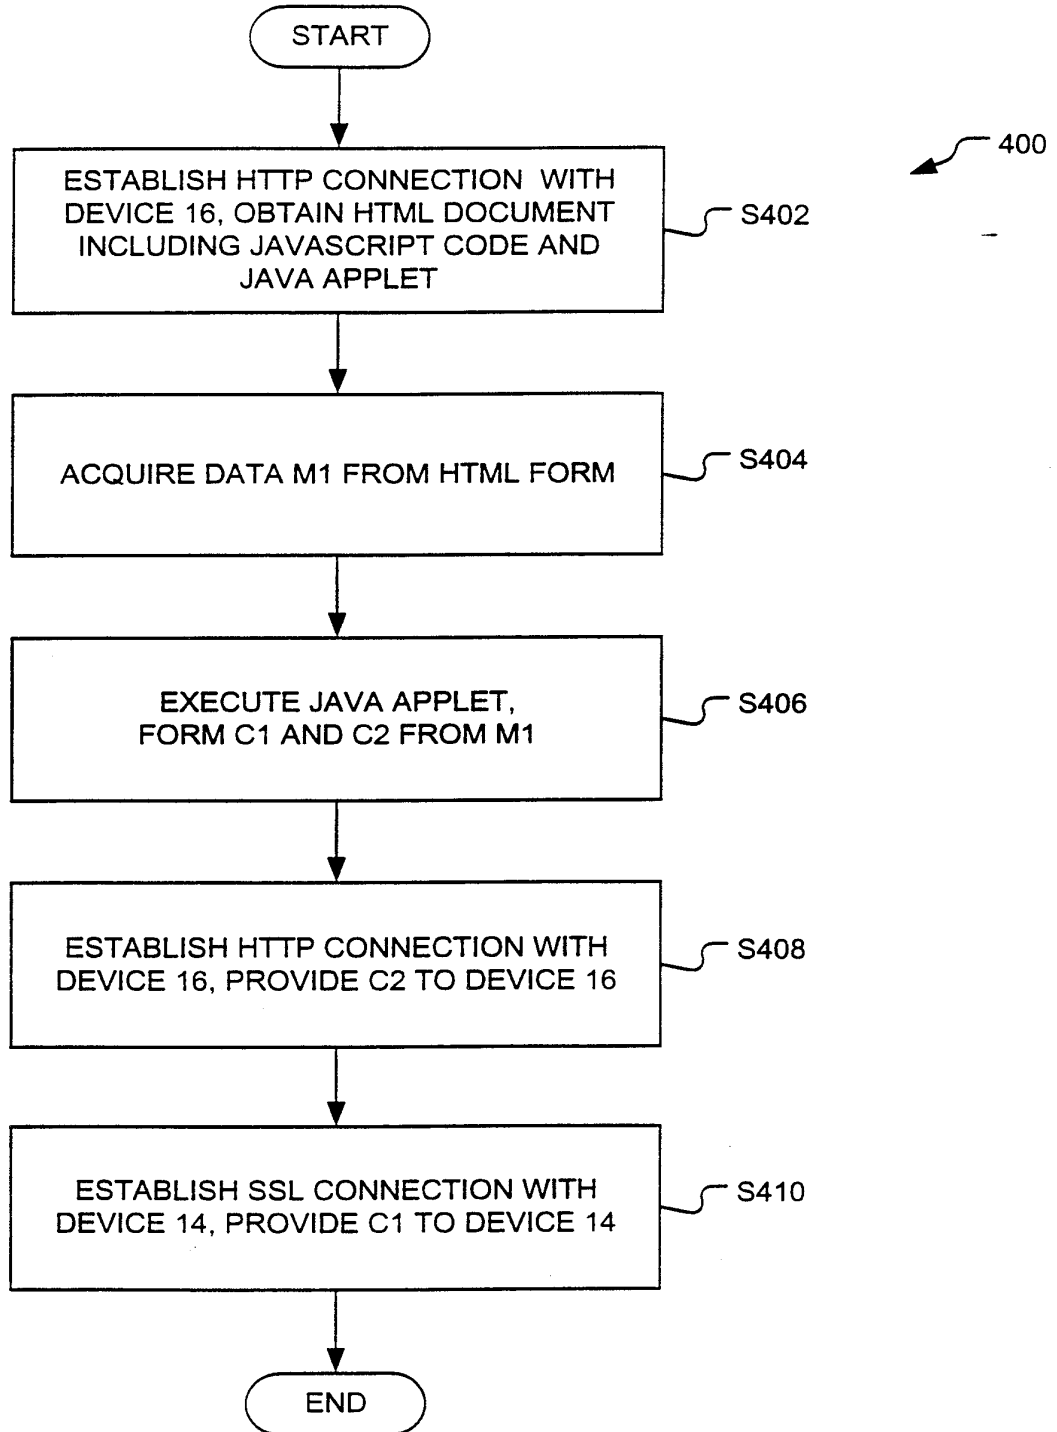 START
400
ESTABLISH HTTP CONNECTION WITH
DEVICE 16, OBTAIN HTML DOCUMENT
INCLUDING JAVASCRIPT CODE AND
JAVA APPLET
S402
ACQUIRE DATA M1 FROM HTML FORM
S404
EXECUTE JAVA APPLET,
FORM C1 AND C2 FROM M1
S406
ESTABLISH HTTP CONNECTION WITH
DEVICE 16, PROVIDE C2 TO DEVICE 16
S408
ESTABLISH SSL CONNECTION WITH
DEVICE 14, PROVIDE C1 TO DEVICE 14
S410
END